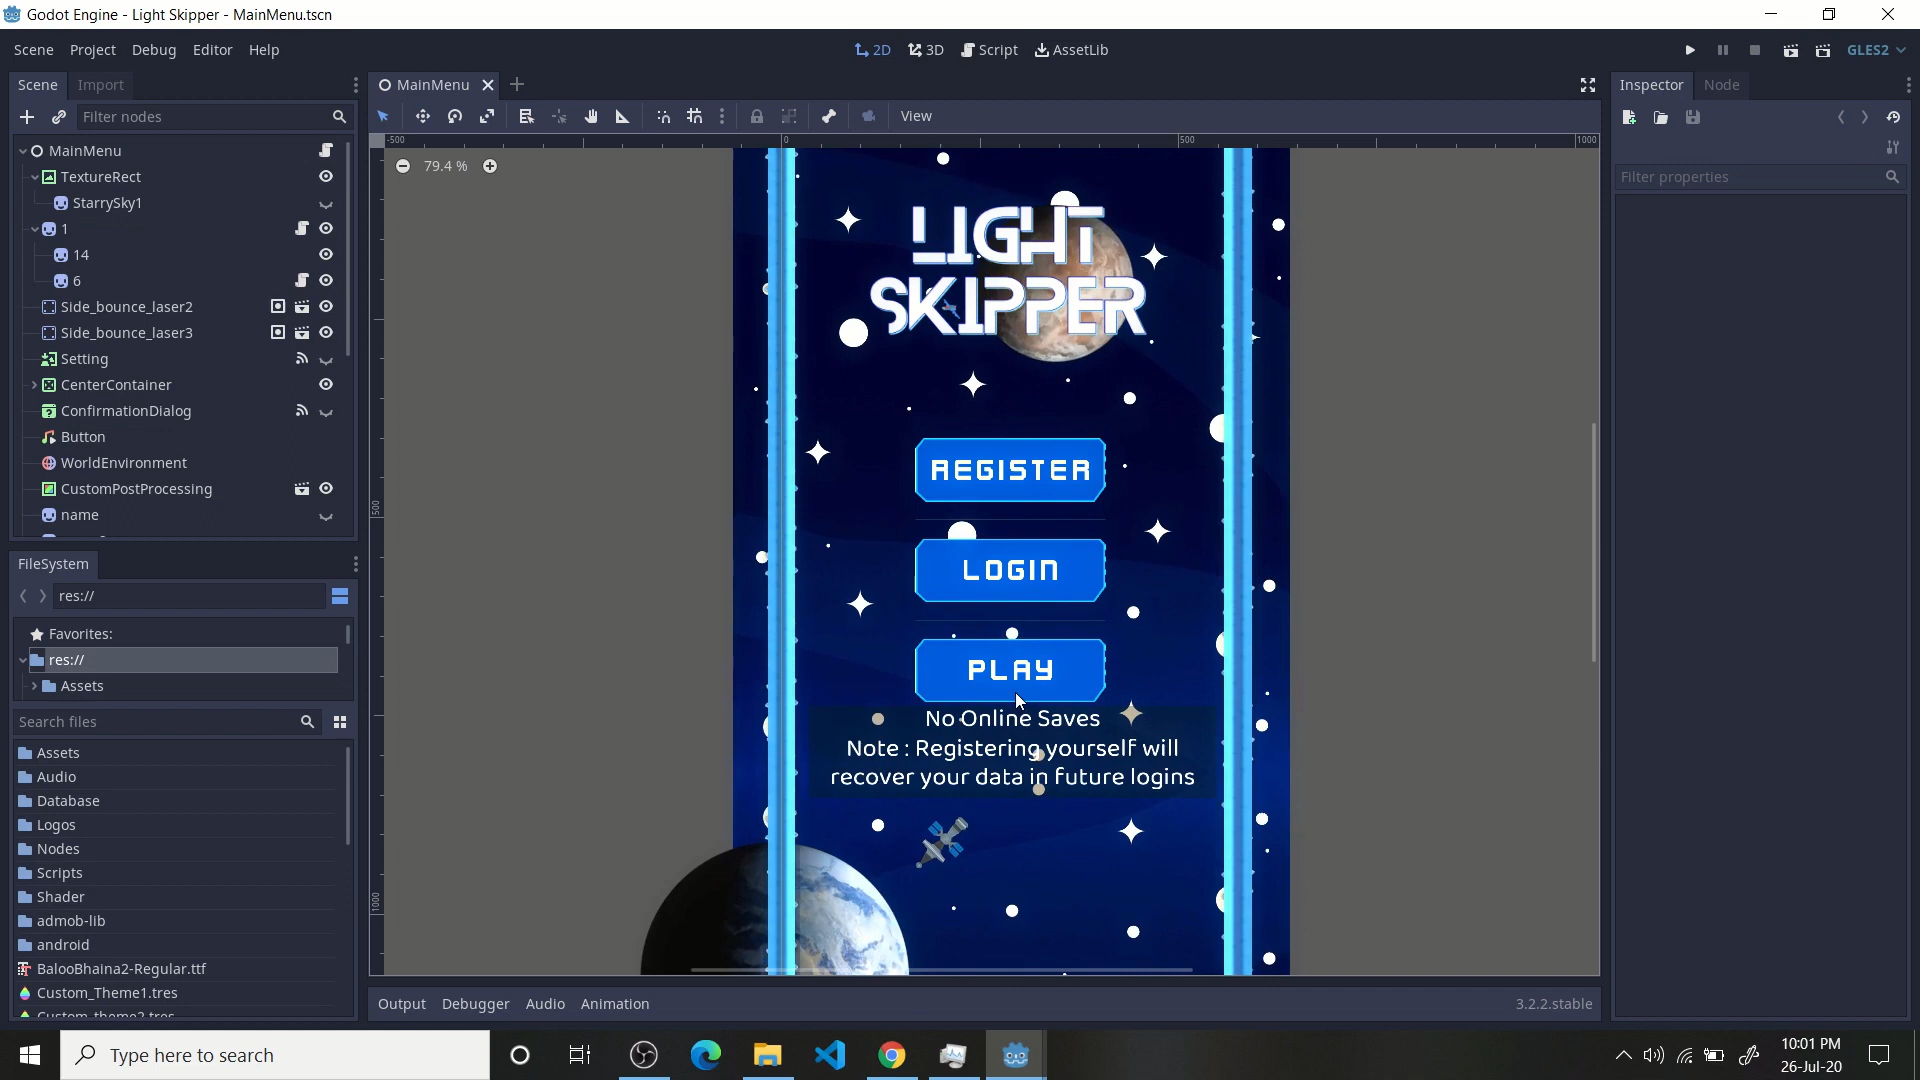 Godot Engine - Light Skipper - MainMenu.tscn
Scene Project Debug Editor Help
2D 3D Script AssetLib
GLES2
Scene Import
MainMenu
Inspector Node
Filter nodes
View
MainMenu
TextureRect
StarrySky1
1
14
6
Side_bounce_laser2
Side_bounce_laser3
Setting
CenterContainer
ConfirmationDialog
Button
WorldEnvironment
CustomPostProcessing
name
-500
0
500
1000
79.4 %
500
1000
LIGHT
SKIPPER
REGISTER
LOGIN
PLAY
No Online Saves
Note : Registering yourself will
recover your data in future logins
Filter properties
FileSystem
res://
Favorites:
res://
Assets
Search files
Assets
Audio
Database
Logos
Nodes
Scripts
Shader
admob-lib
android
BalooBhaina2-Regular.ttf
Custom_Theme1.tres
Custom_theme2.tres
Output Debugger Audio Animation
3.2.2.stable
Type here to search
10:01 PM
26-Jul-20